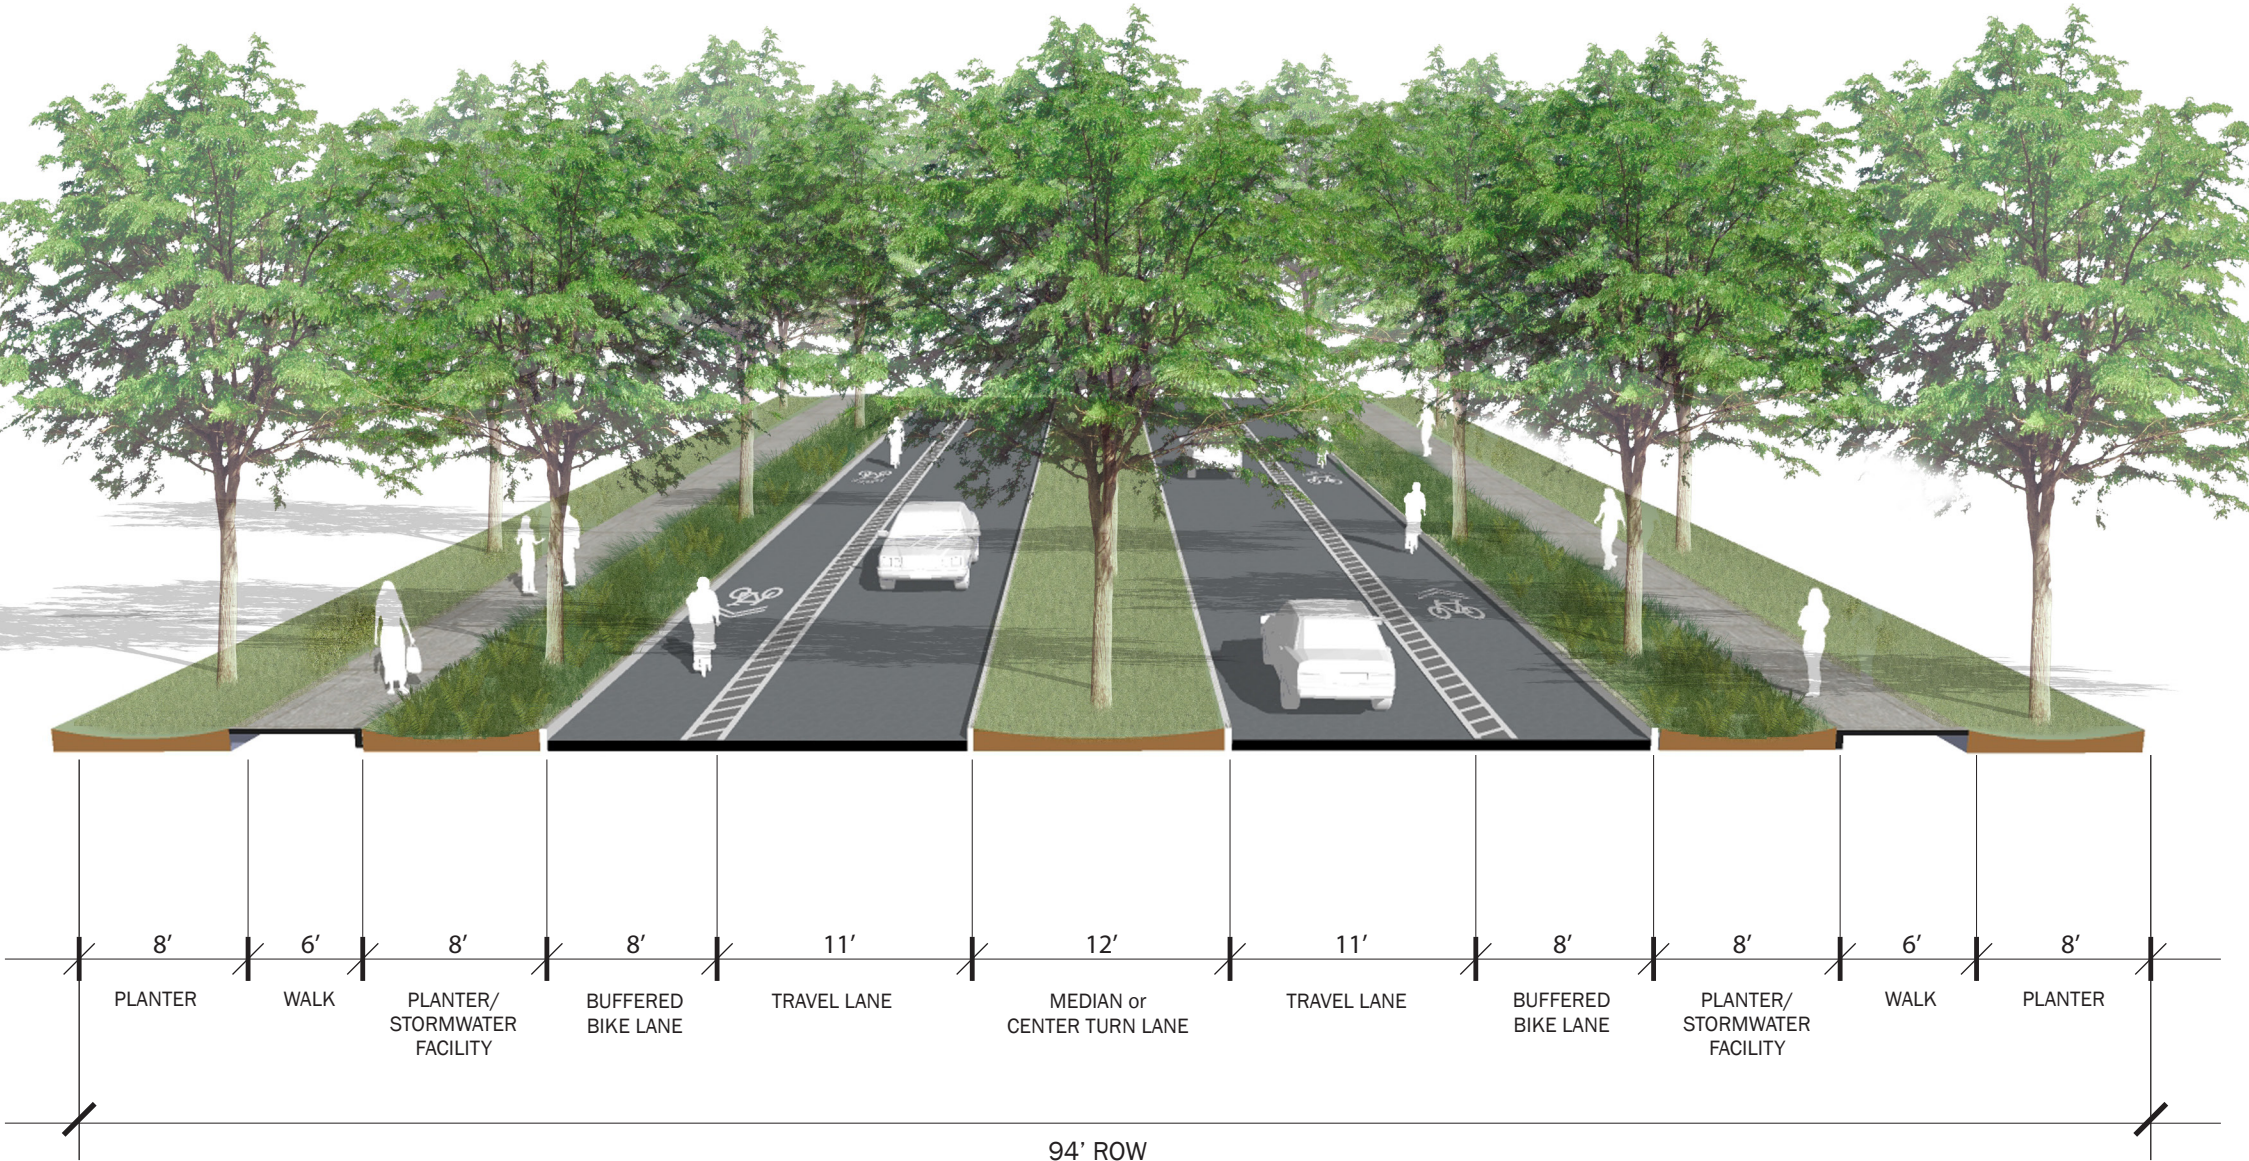 8’ 6’ 8’ 8’ 11’ 12’ 11’ 8’ 8’ 6’ 8’
PLANTER
WALK
PLANTER/
STORMWATER
FACILITY
BUFFERED
BIKE LANE
TRAVEL LANE
MEDIAN or
CENTER TURN LANE
TRAVEL LANE
BUFFERED
BIKE LANE
PLANTER/
STORMWATER
FACILITY
WALK
PLANTER
94’ ROW